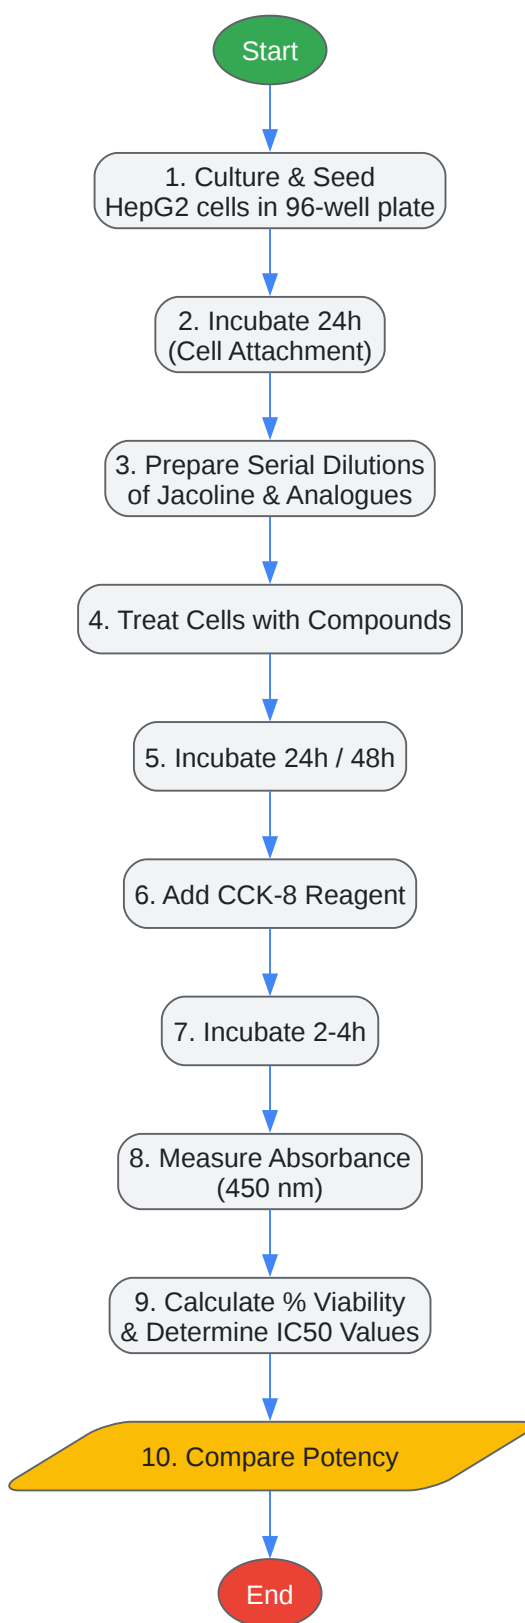 Start
1. Culture & Seed
HepG2 cells in 96-well plate
2. Incubate 24h
(Cell Attachment)
3. Prepare Serial Dilutions
of Jacoline & Analogues
4. Treat Cells with Compounds
5. Incubate 24h / 48h
6. Add CCK-8 Reagent
7. Incubate 2-4h
8. Measure Absorbance
(450 nm)
9. Calculate % Viability
& Determine IC50 Values
10. Compare Potency
End